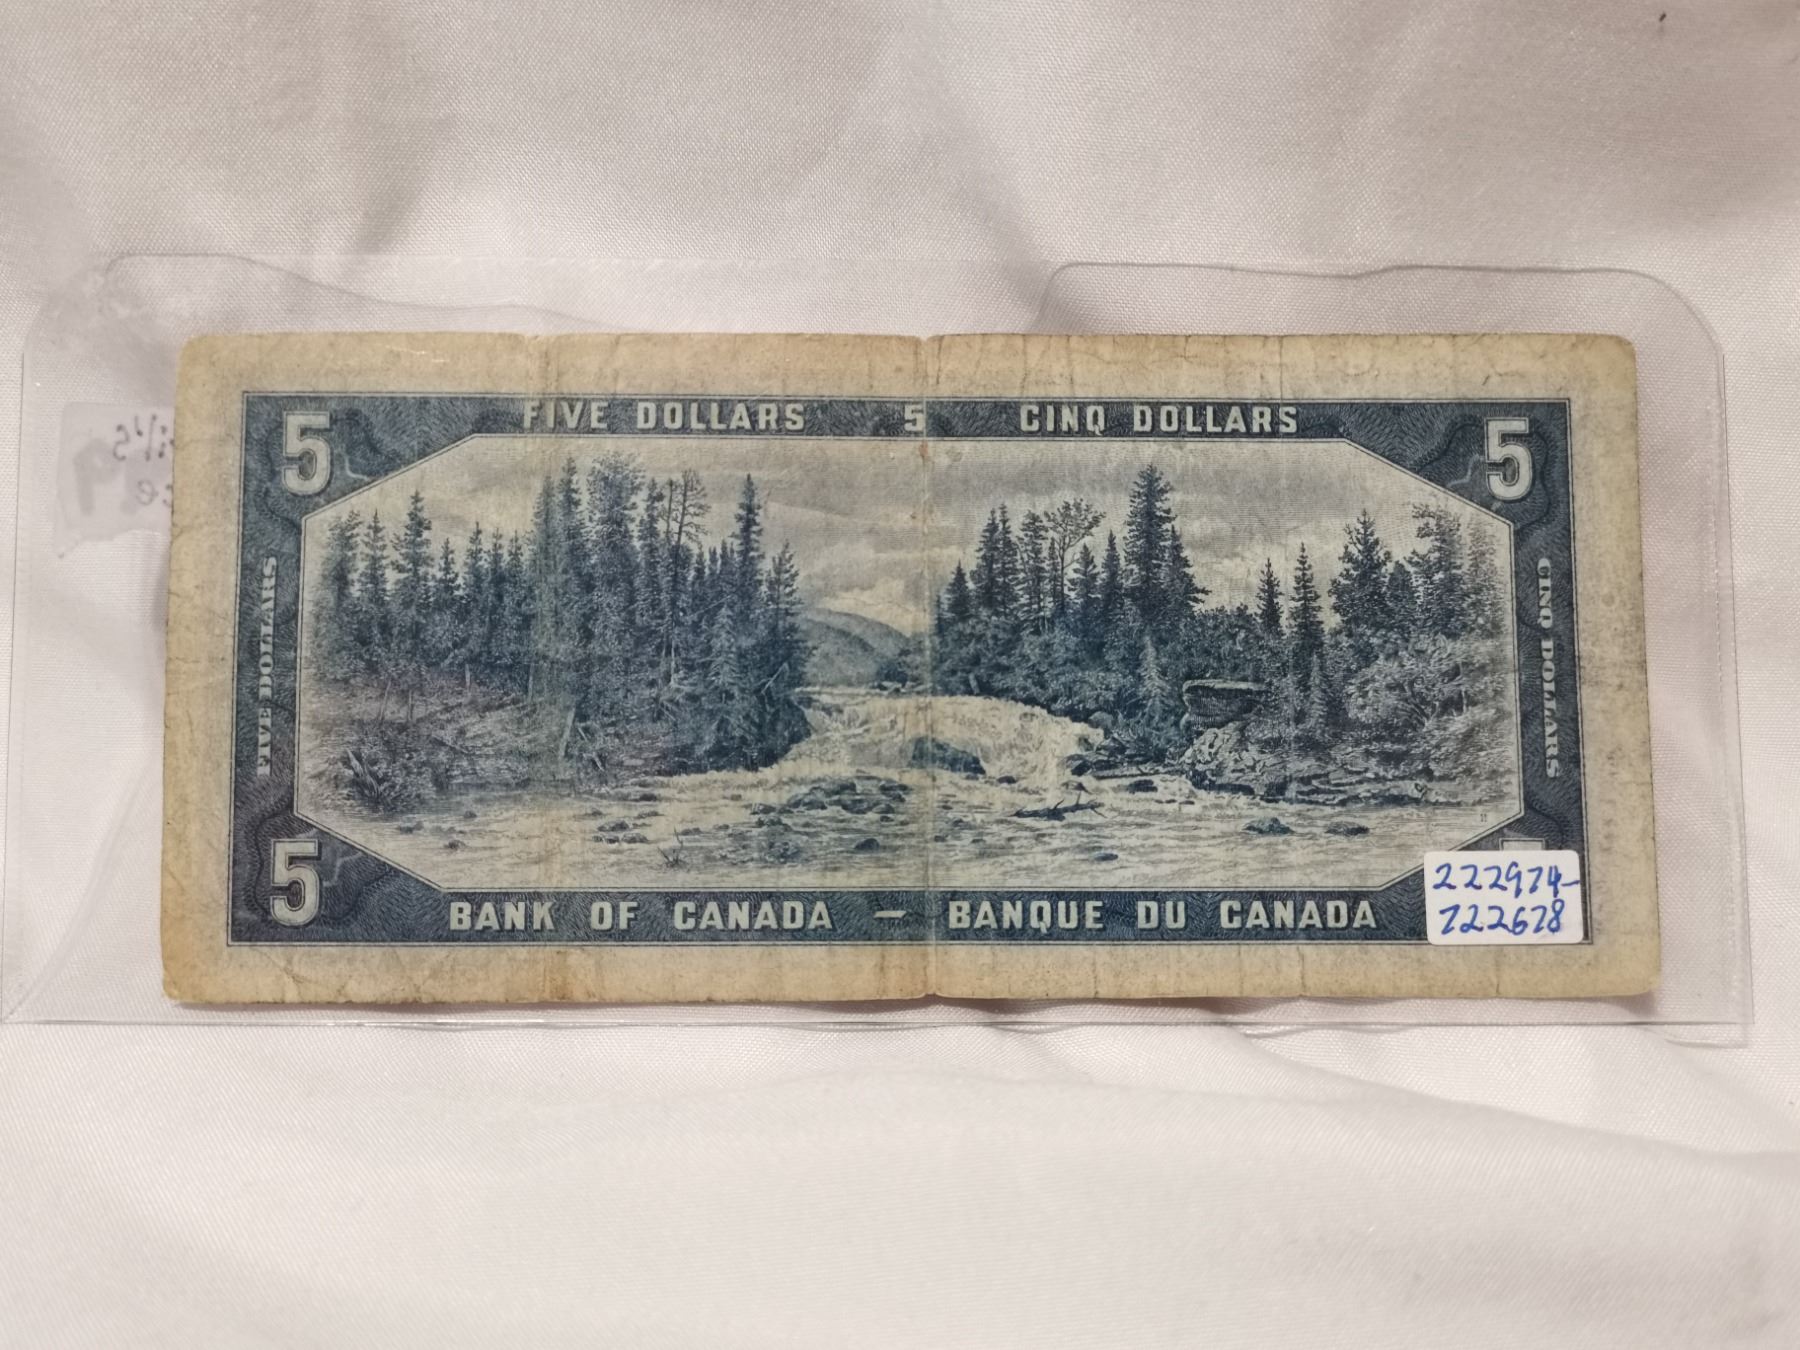 FIVE DOLLARS 5 CINQ DOLLARS
5
5
FIVE DOLLARS
CINQ DOLLARS
5
BANK OF CANADA — BANQUE DU CANADA
222974-
722678